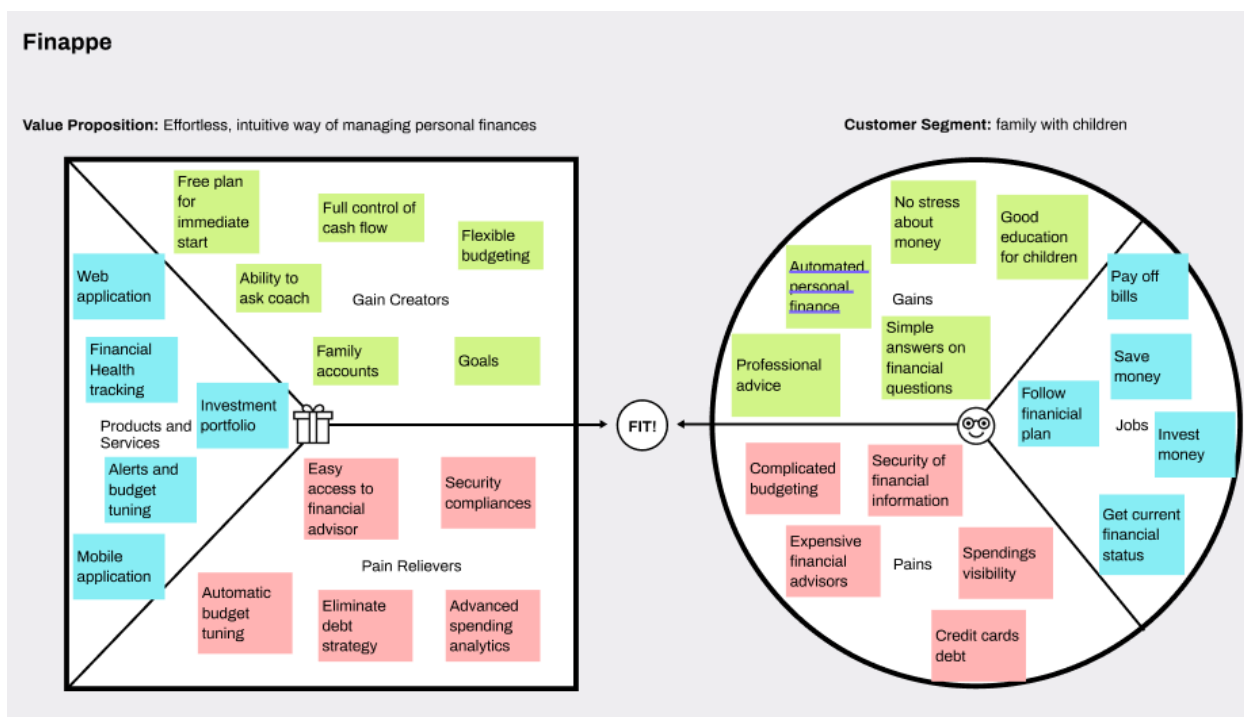 Finappe
Value Proposition: Effortless, intuitive way of managing personal finances
Free plan
for
immediate
start
Full control of
cash flow
Flexible
budgeting
Ability to
ask coach
Gain Creators
Family
accounts
Goals
Web
application
Financial
Health
tracking
Investment
portfolio
Products and
Services
Alerts and
budget
tuning
Mobile
application
Easy
access to
financial
advisor
Security
compliances
Pain Relievers
Automatic
budget
tuning
Eliminate
debt
strategy
Advanced
spending
analytics
FIT!
Customer Segment: family with children
No stress
about
money
Good
education
for children
Automated
personal
finance
Gains
Simple
answers on
financial
questions
Professional
advice
Pay off
bills
Save
money
Follow
finanicial
plan
Jobs
Invest
money
Get current
financial
status
Complicated
budgeting
Security of
financial
information
Expensive
financial
advisors
Pains
Spendings
visibility
Credit cards
debt